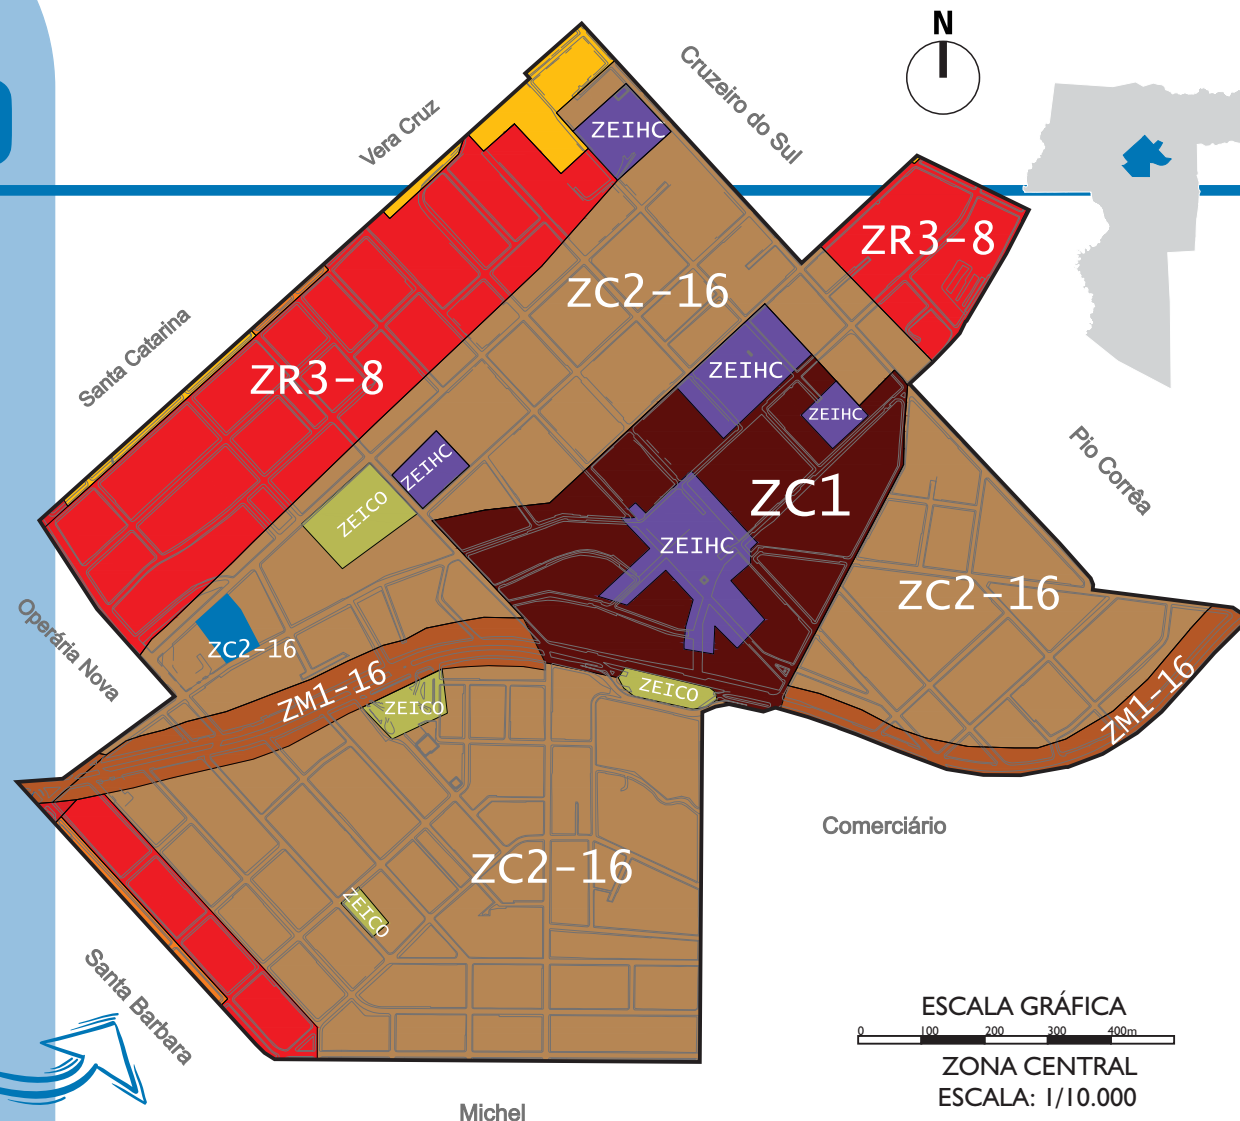 N
Cruzeiro do Sul
Vera Cruz
ZEIHC
ZR3-8
ZC2-16
Santa Catarina
ZR3-8
ZEIHC
ZEIHC
Pio Corrêa
ZEIHC
ZEICO
ZC1
ZEIHC
ZC2-16
Operária Nova
ZC2-16
ZM1-16
ZEICO
ZEICO
ZM1-16
Comerciário
ZC2-16
ZEICO
Santa Barbara
Michel
ESCALA GRÁFICA
0 100 200 300 400m
ZONA CENTRAL
ESCALA: 1/10.000